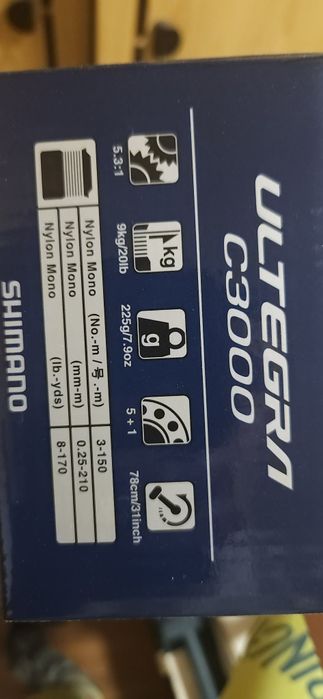 ULTEGRA
C3000
kg
g
5.3:1
9kg/20lb
225g/7.9oz
5 + 1
78cm/31inch
Nylon Mono (No.-m / 号.-m) 3-150
Nylon Mono (mm-m) 0.25-210
Nylon Mono (lb.-yds) 8-170
SHIMANO